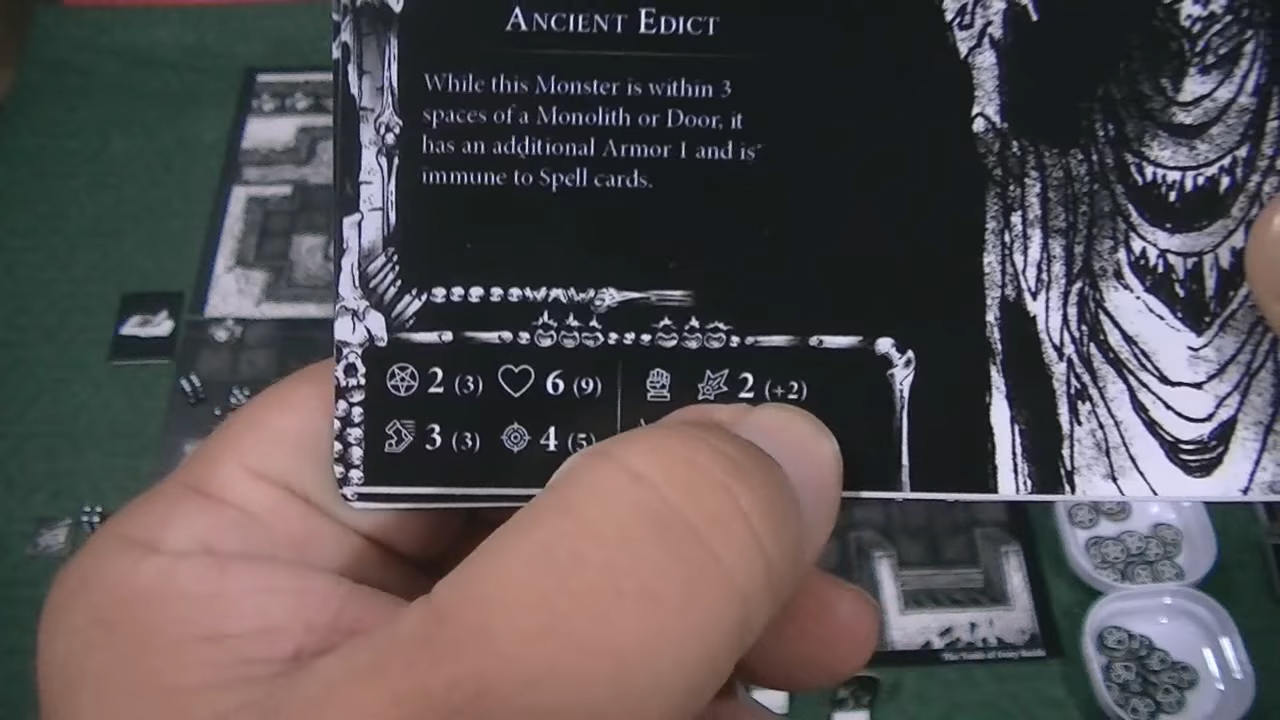 ANCIENT EDICT
While this Monster is within 3
spaces of a Monolith or Door, it
has an additional Armor 1 and is
immune to Spell cards.
2 (3) 6 (9) 2 (+2)
3 (3) 4 (5)